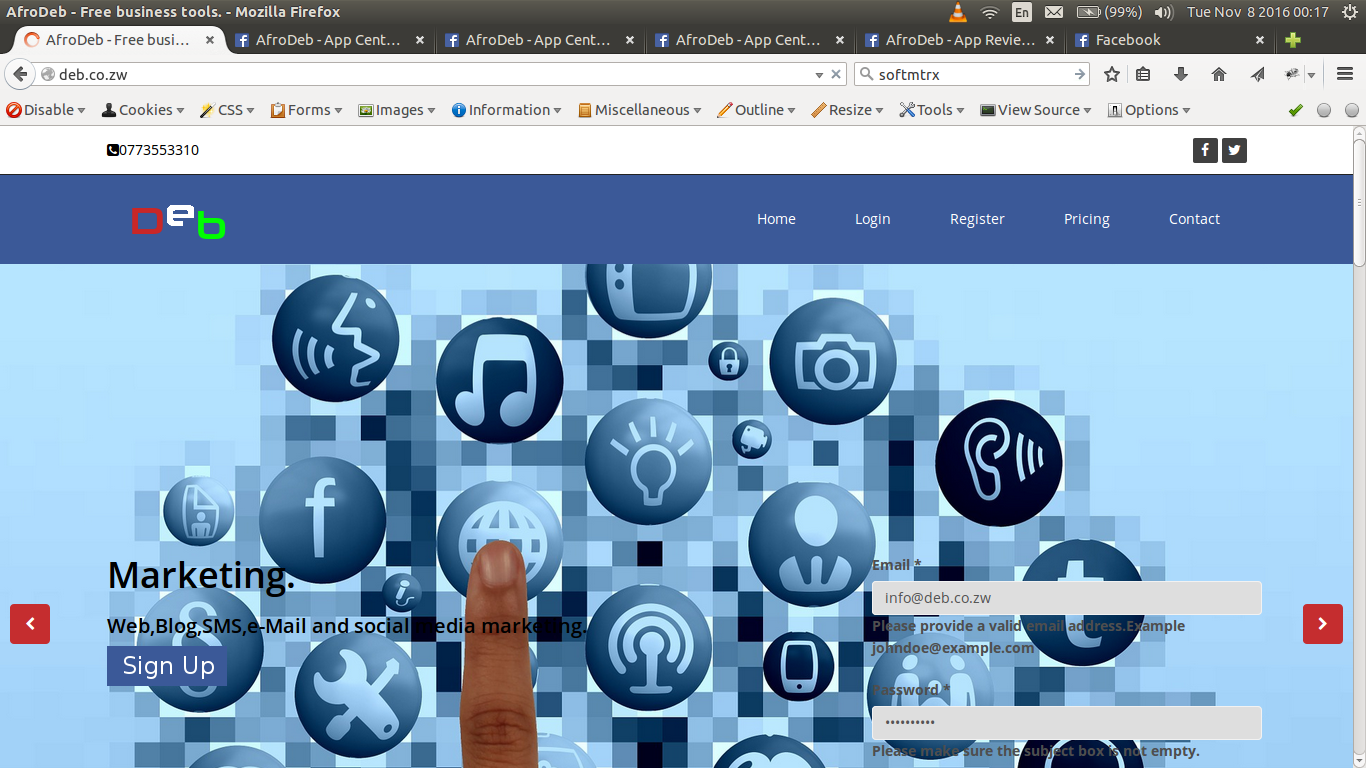 AfroDeb - Free business tools. - Mozilla Firefox
En (99%) Tue Nov 8 2016 00:17
AfroDeb - Free busi... AfroDeb - App Cent... AfroDeb - App Cent... AfroDeb - App Cent... AfroDeb - App Revie... Facebook
deb.co.zw softmtrx
Disable Cookies CSS Forms Images Information Miscellaneous Outline Resize Tools View Source Options
0773553310
Deb Home Login Register Pricing Contact
Marketing.
Web,Blog,SMS,e-Mail and social media marketing.
Sign Up
Email *
info@deb.co.zw
Please provide a valid email address.Example
johndoe@example.com
Password *
••••••••••
Please make sure the subject box is not empty.